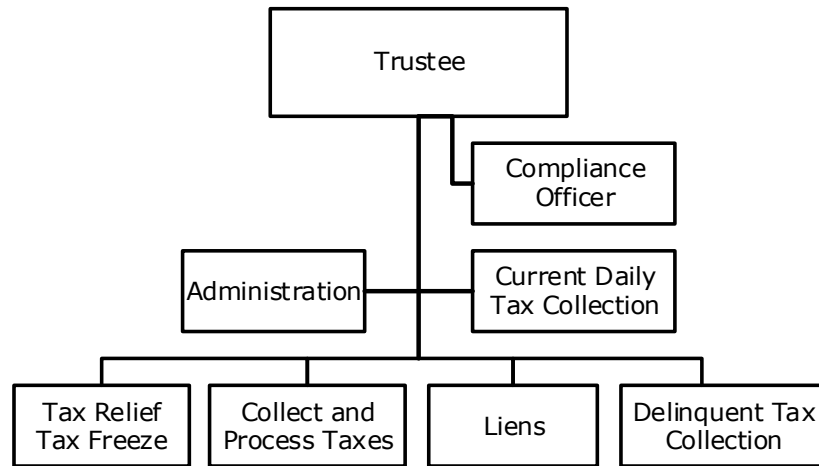 Trustee
Compliance
Officer
Administration
Current Daily
Tax Collection
Tax Relief
Tax Freeze
Collect and
Process Taxes
Liens
Delinquent Tax
Collection